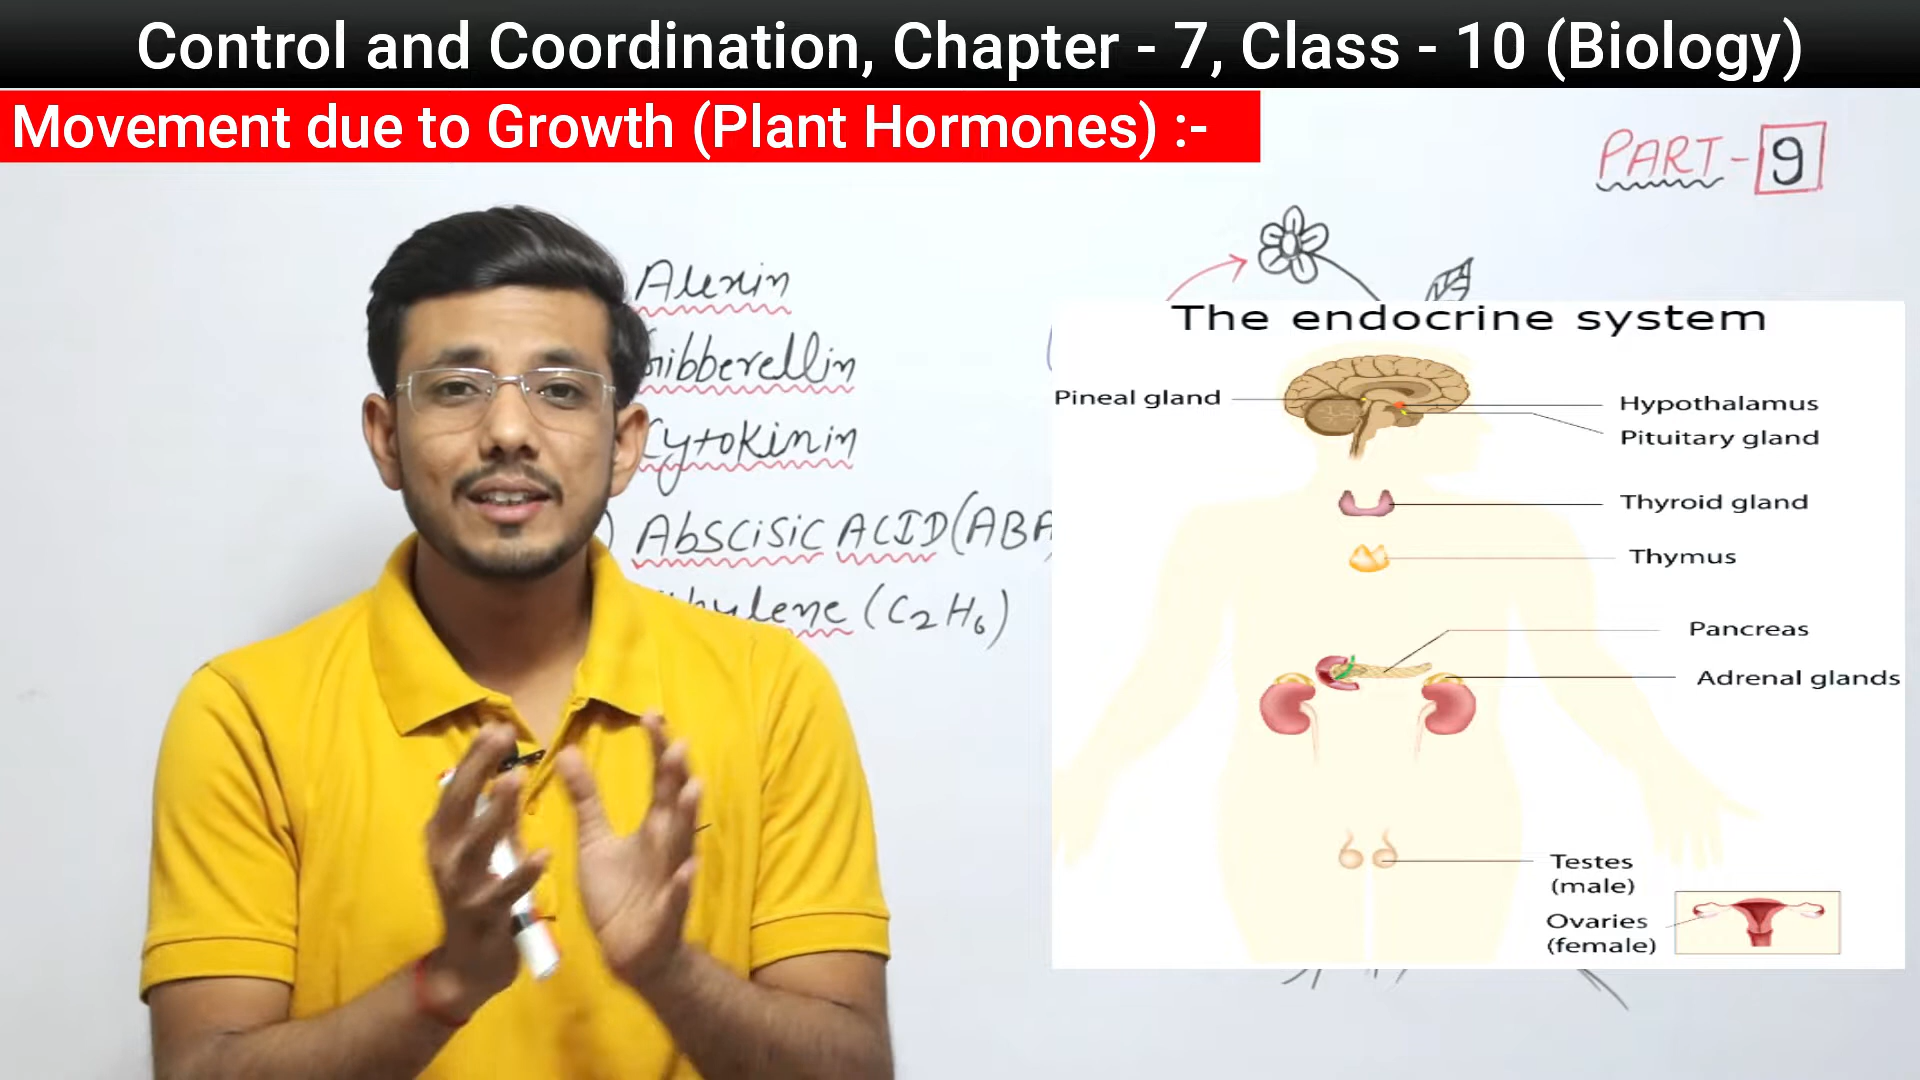 Control and Coordination, Chapter - 7, Class - 10 (Biology)
Movement due to Growth (Plant Hormones) :-
PART-9
Auxin
Gibberellin
Cytokinin
) Abscisic ACID (ABA
hylene (C2H6)
The endocrine system
Pineal gland
Hypothalamus
Pituitary gland
Thyroid gland
Thymus
Pancreas
Adrenal glands
Testes
(male)
Ovaries
(female)